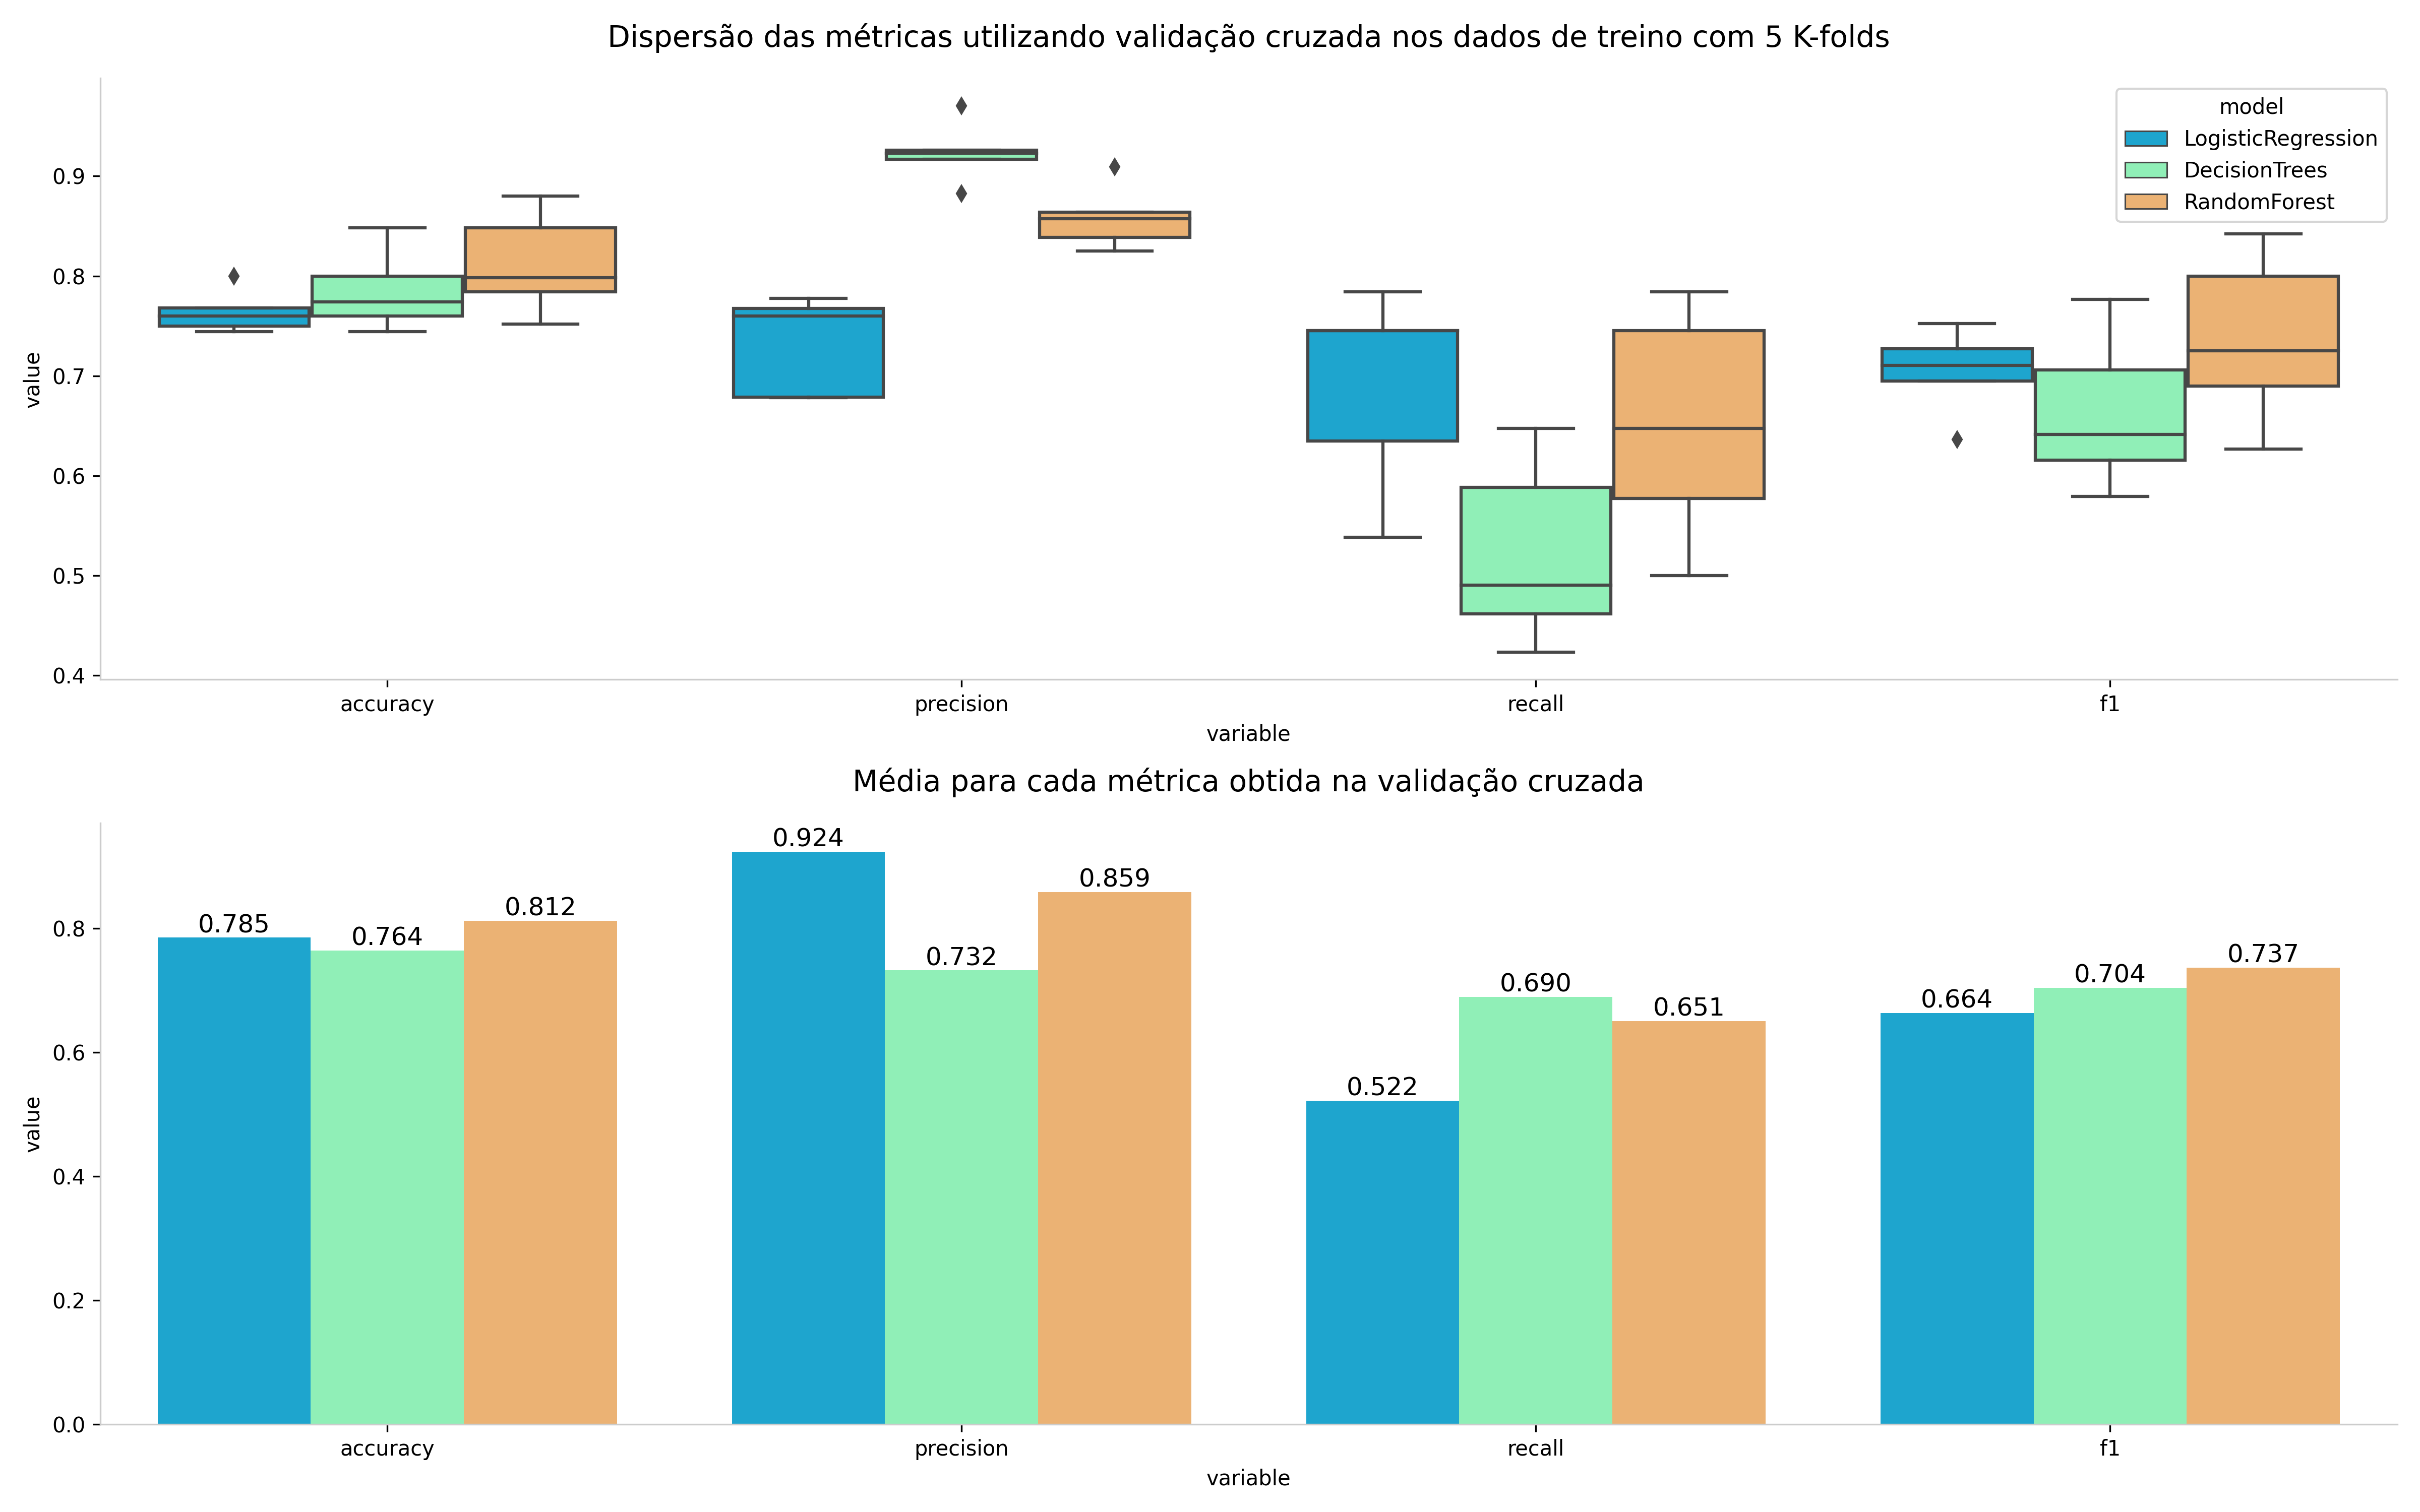 Dispersão das métricas utilizando validação cruzada nos dados de treino com 5 K-folds
model
LogisticRegression
DecisionTrees
RandomForest
value
0.9
0.8
0.7
0.6
0.5
0.4
accuracy precision recall f1
variable
Média para cada métrica obtida na validação cruzada
value
0.8
0.6
0.4
0.2
0.0
0.785 0.764 0.812
0.924 0.732 0.859
0.522 0.690 0.651
0.664 0.704 0.737
accuracy precision recall f1
variable